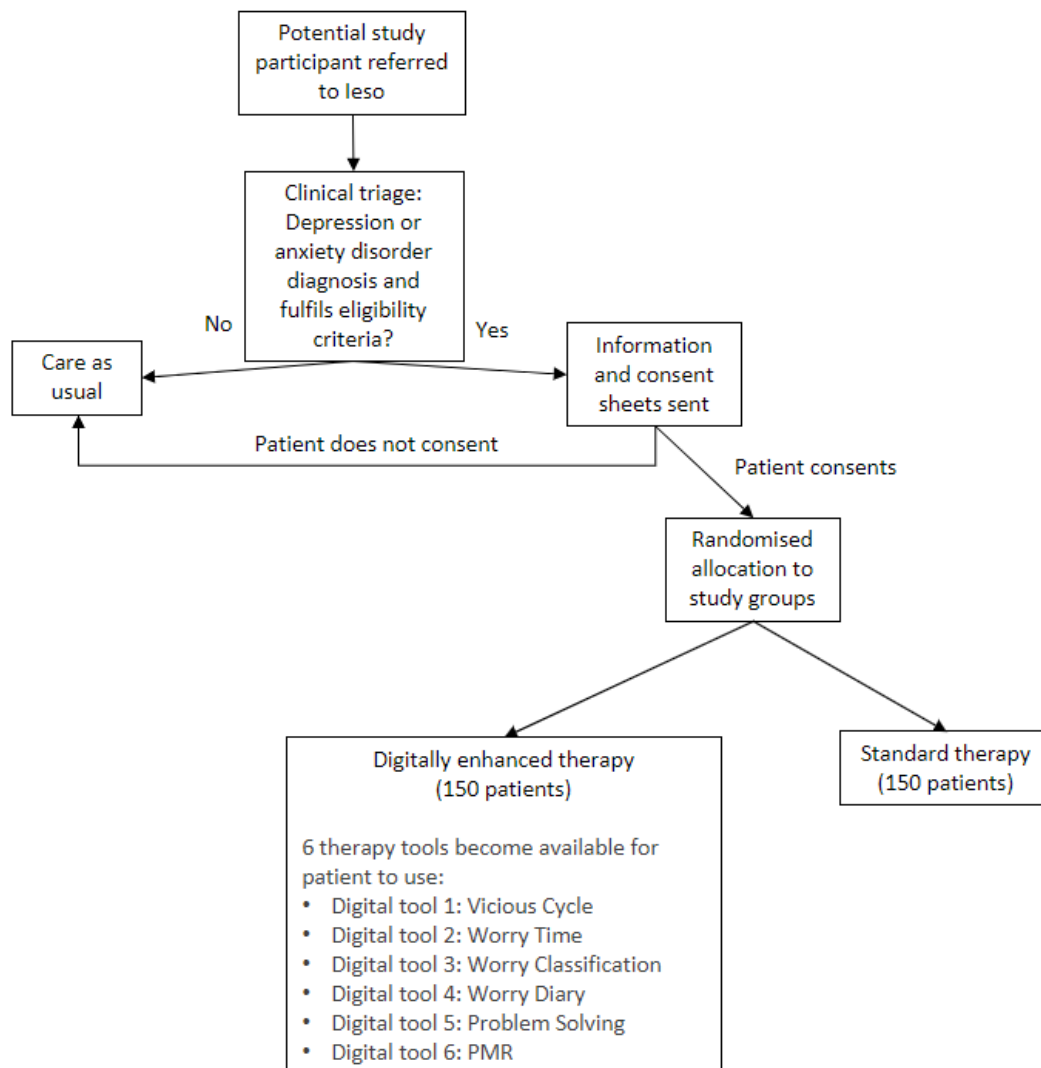 Potential study
participant referred
to Ieso
Clinical triage:
Depression or
anxiety disorder
diagnosis and
fulfils eligibility
criteria?
No
Yes
Care as
usual
Information
and consent
sheets sent
Patient does not consent
Patient consents
Randomised
allocation to
study groups
Digitally enhanced therapy
(150 patients)
6 therapy tools become available for
patient to use:
• Digital tool 1: Vicious Cycle
• Digital tool 2: Worry Time
• Digital tool 3: Worry Classification
• Digital tool 4: Worry Diary
• Digital tool 5: Problem Solving
• Digital tool 6: PMR
Standard therapy
(150 patients)